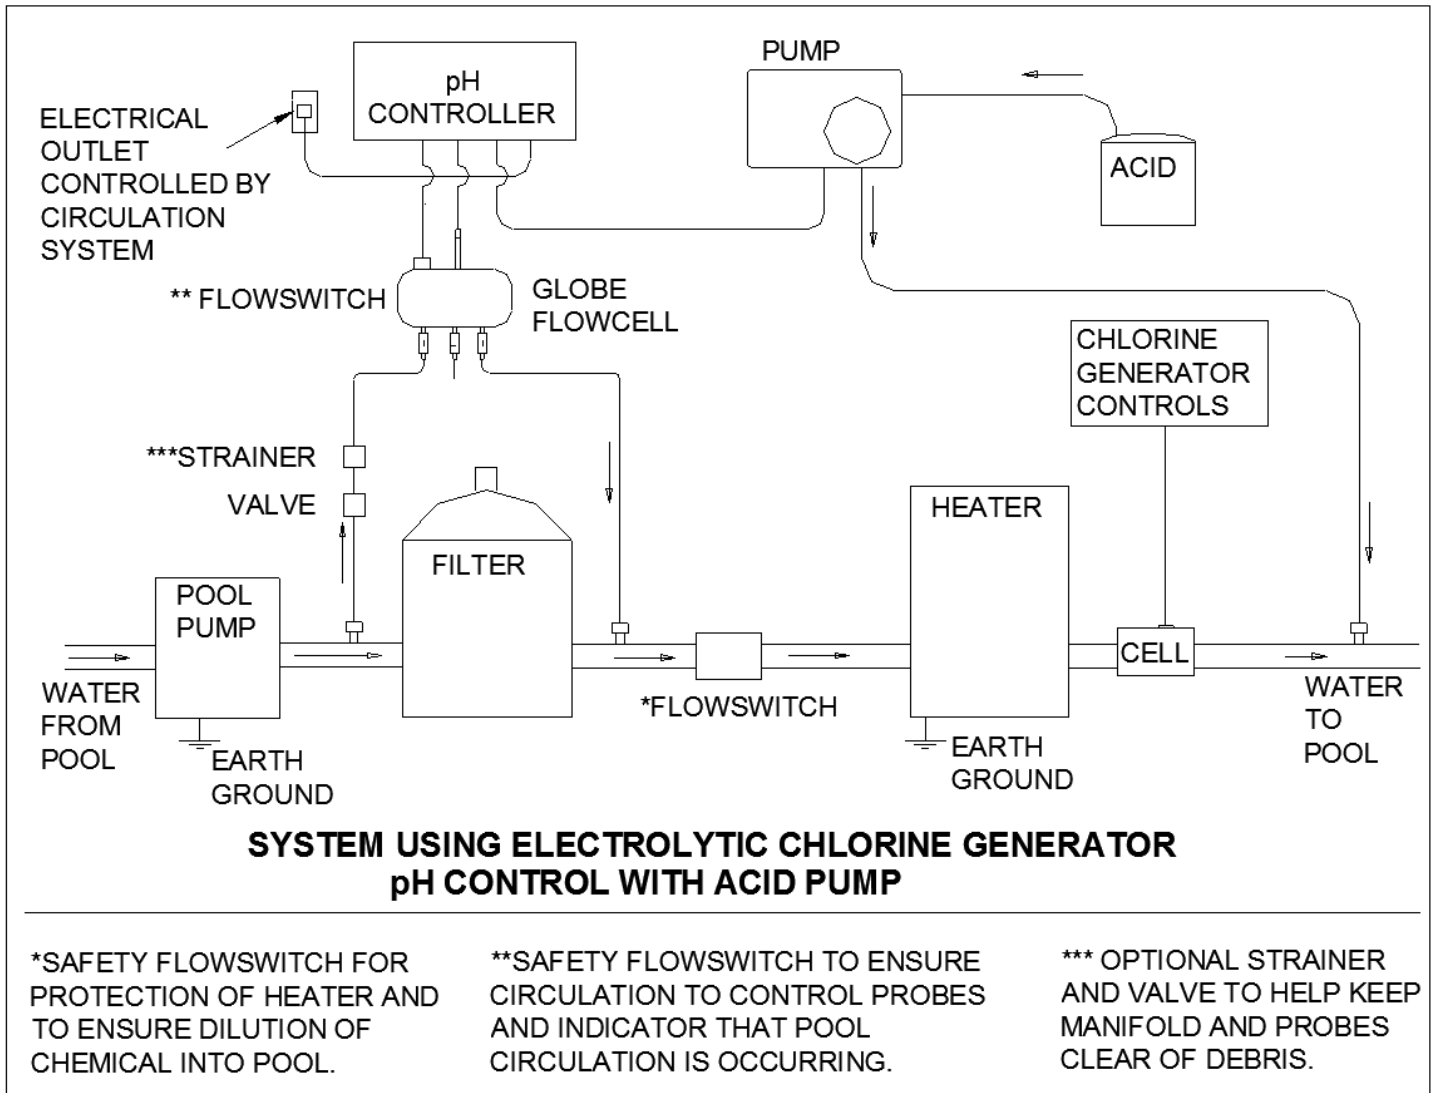 PUMP
pH
CONTROLLER
ELECTRICAL
OUTLET
CONTROLLED BY
CIRCULATION
SYSTEM
ACID
** FLOWSWITCH
GLOBE
FLOWCELL
CHLORINE
GENERATOR
CONTROLS
***STRAINER
VALVE
HEATER
FILTER
POOL
PUMP
CELL
WATER
FROM
POOL
*FLOWSWITCH
WATER
TO
POOL
EARTH
GROUND
EARTH
GROUND
SYSTEM USING ELECTROLYTIC CHLORINE GENERATOR
pH CONTROL WITH ACID PUMP
*SAFETY FLOWSWITCH FOR
PROTECTION OF HEATER AND
TO ENSURE DILUTION OF
CHEMICAL INTO POOL.
**SAFETY FLOWSWITCH TO ENSURE
CIRCULATION TO CONTROL PROBES
AND INDICATOR THAT POOL
CIRCULATION IS OCCURRING.
*** OPTIONAL STRAINER
AND VALVE TO HELP KEEP
MANIFOLD AND PROBES
CLEAR OF DEBRIS.